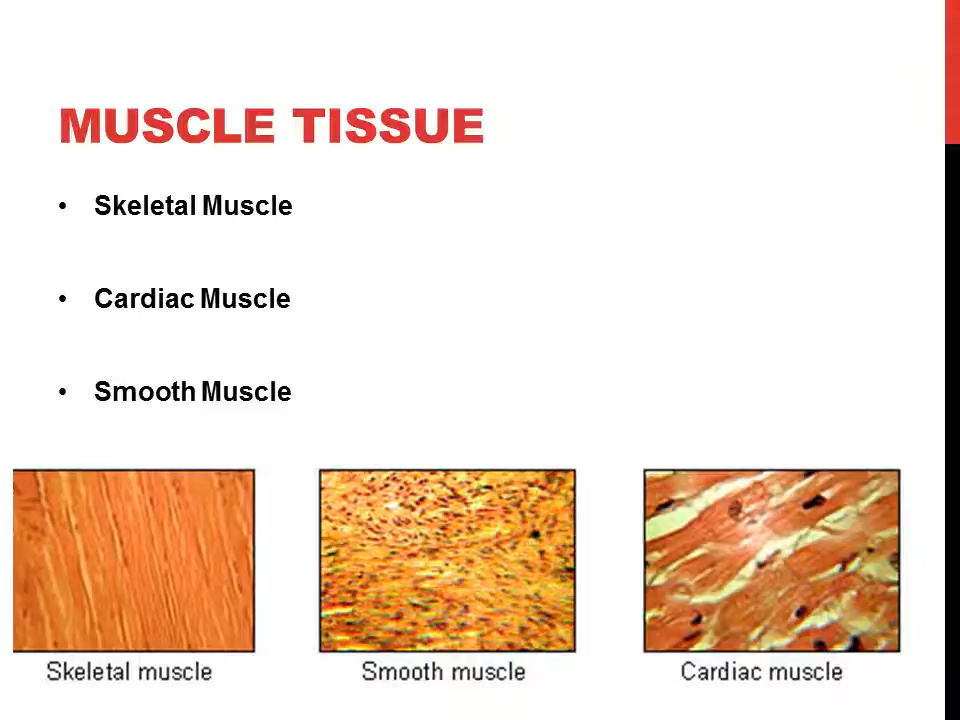 MUSCLE TISSUE
• Skeletal Muscle
• Cardiac Muscle
• Smooth Muscle
Skeletal muscle
Smooth muscle
Cardiac muscle